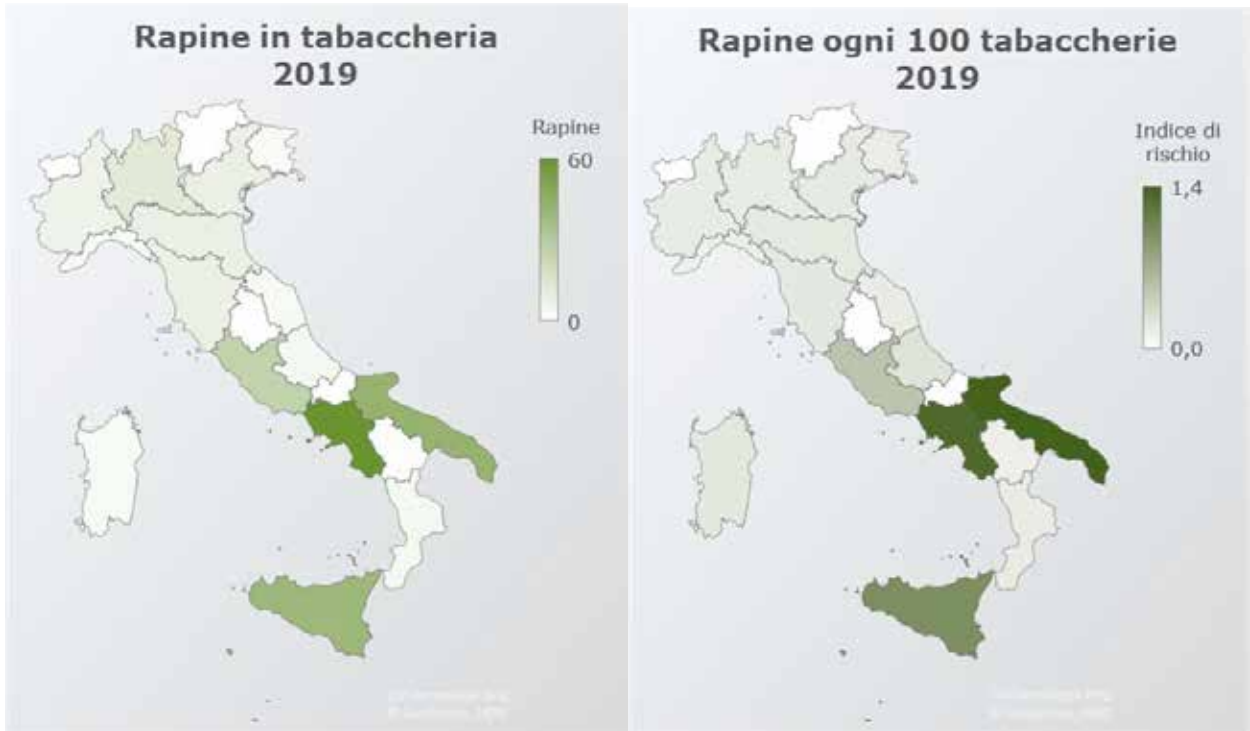 Rapine in tabaccheria
2019
Rapine
60
0
Rapine ogni 100 tabaccherie
2019
Indice di
rischio
1,4
0,0